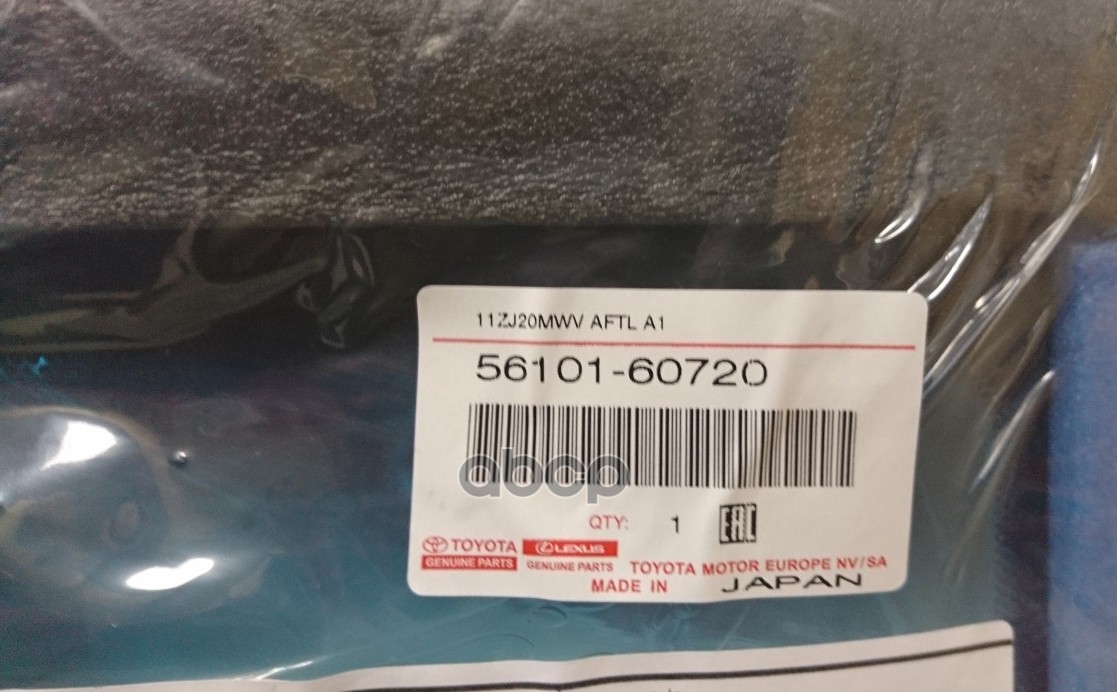 11ZJ20MWV AFTL A1
56101-60720
abcp
QTY: 1 EAC
TOYOTA LEXUS
GENUINE PARTS GENUINE PARTS TOYOTA MOTOR EUROPE NV/SA
MADE IN JAPAN